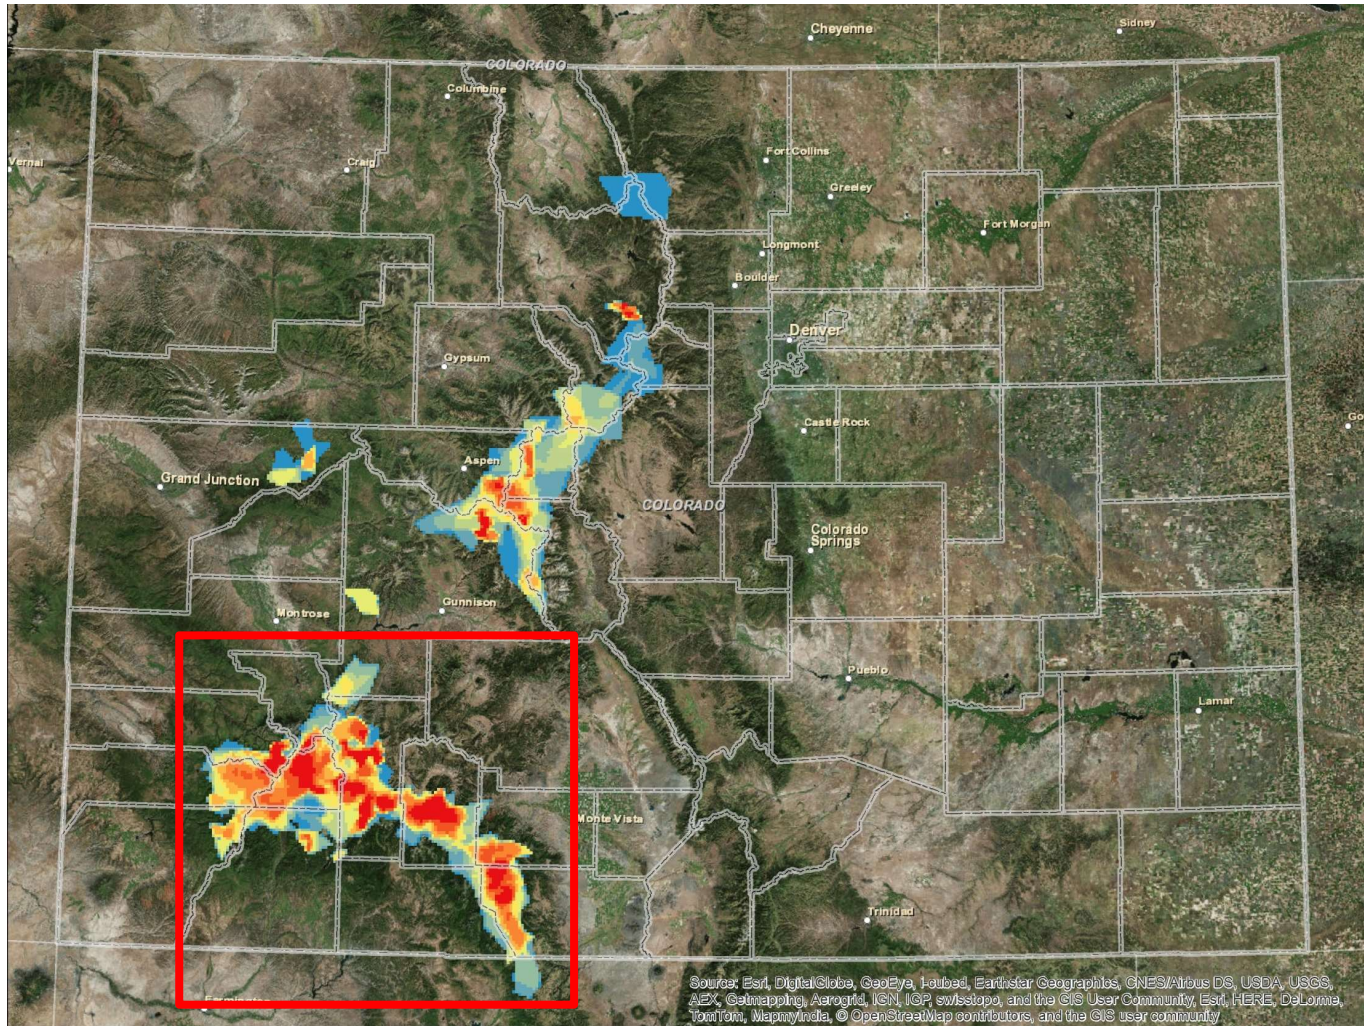 Sidney
Cheyenne
COLORADO
Columbine
Vernal
Craig
Fort Collins
Greeley
Fort Morgan
Longmont
Boulder
Denver
Gypsum
Castle Rock
Aspen
Grand Junction
COLORADO
Colorado
Springs
Gunnison
Montrose
Pueblo
Lamar
Monte Vista
Trinidad
Source: Esri, DigitalGlobe, GeoEye, i-cubed, Earthstar Geographics, CNES/Airbus DS, USDA, USGS,
AEX, Getmapping, Aerogrid, IGN, IGP, swisstopo, and the GIS User Community, Esri, HERE, DeLorme,
TomTom, MapmyIndia, © OpenStreetMap contributors, and the GIS user community